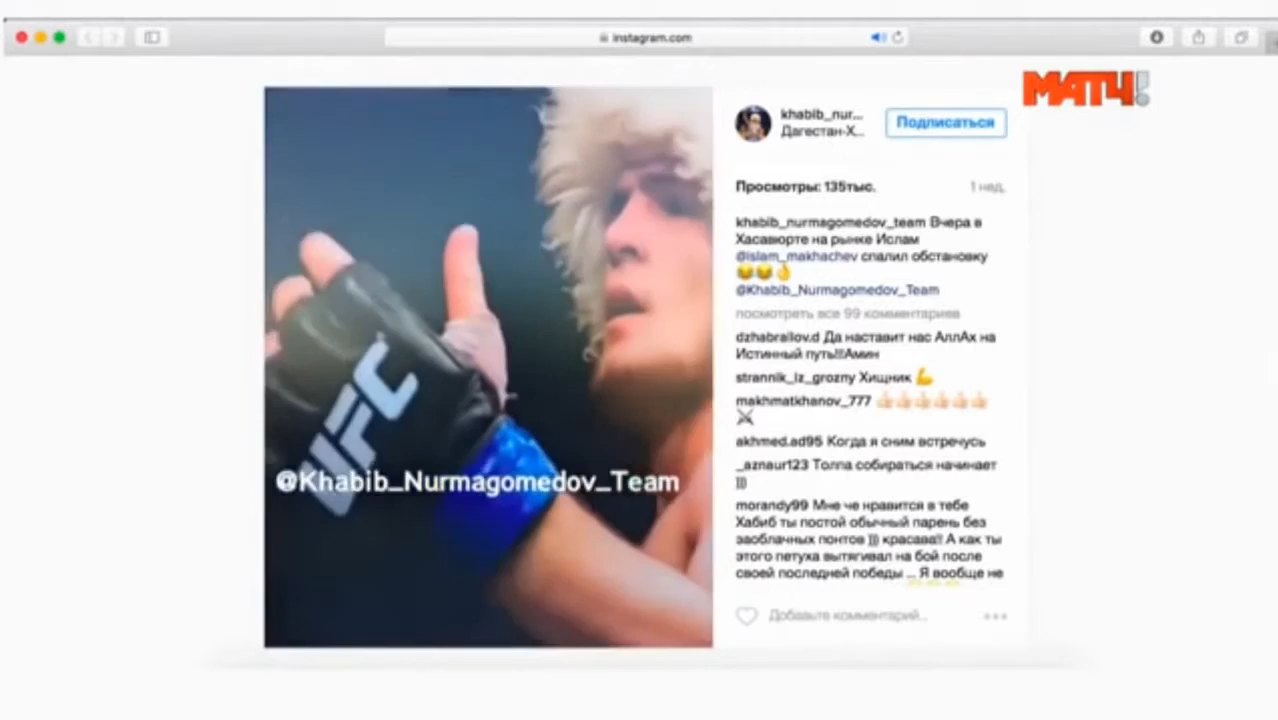 instagram.com
МАТЧ!
khabib_nur...
Подписаться
Дагестан-Х...
Просмотры: 135тыс.
1 нед.
khabib_nurmagomedov_team Вчера в
Хасавюрте на рынке Ислам
@islam_makhachev спалил обстановку
😂😂👌
@Khabib_Nurmagomedov_Team
посмотреть все 99 комментариев
dzhabrailov.d Да наставит нас АллАх на
Истинный путь!!!Амин
strannik_iz_grozny Хищник 💪
makhmatkhanov_777 👍🏻👍🏻👍🏻👍🏻👍🏻👍🏻
⚔
akhmed.ad95 Когда я сним встречусь
_aznaur123 Толпа собираться начинает
)))
morandy99 Мне че нравится в тебе
Хабиб ты постой обычный парень без
заоблачных понтов ))) красава!! А как ты
этого петуха вытягивал на бой после
своей последней победы ... Я вообще не
Добавьте комментарий...
UFC
@Khabib_Nurmagomedov_Team